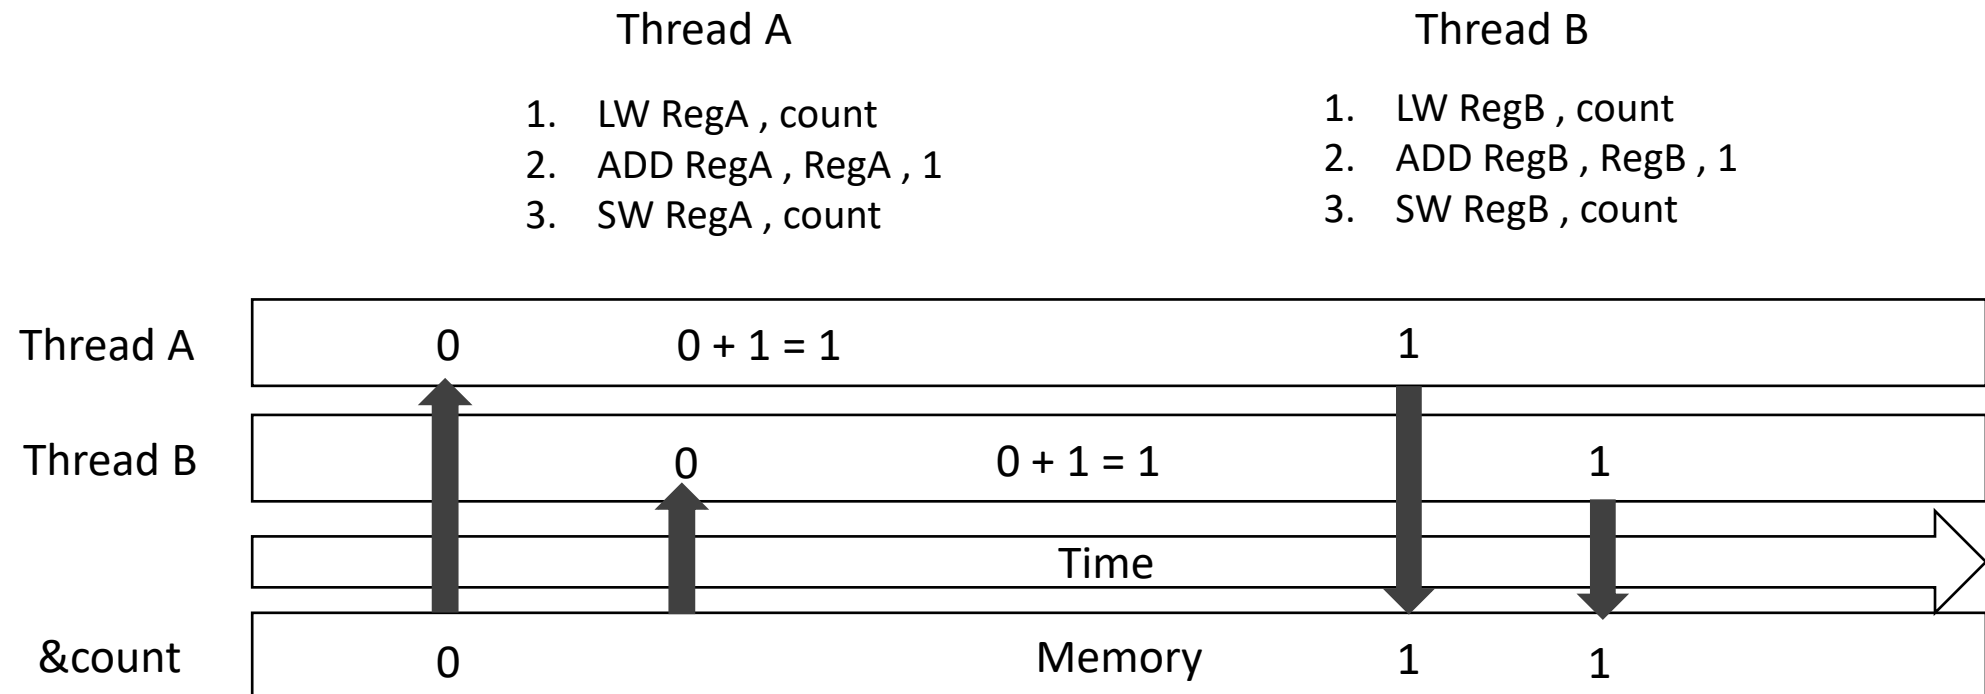 Thread A
1. LW RegA , count
2. ADD RegA , RegA , 1
3. SW RegA , count
Thread B
1. LW RegB , count
2. ADD RegB , RegB , 1
3. SW RegB , count
Thread A 0 0 + 1 = 1 1
Thread B 0 0 + 1 = 1 1
Time
&count 0 Memory 1 1